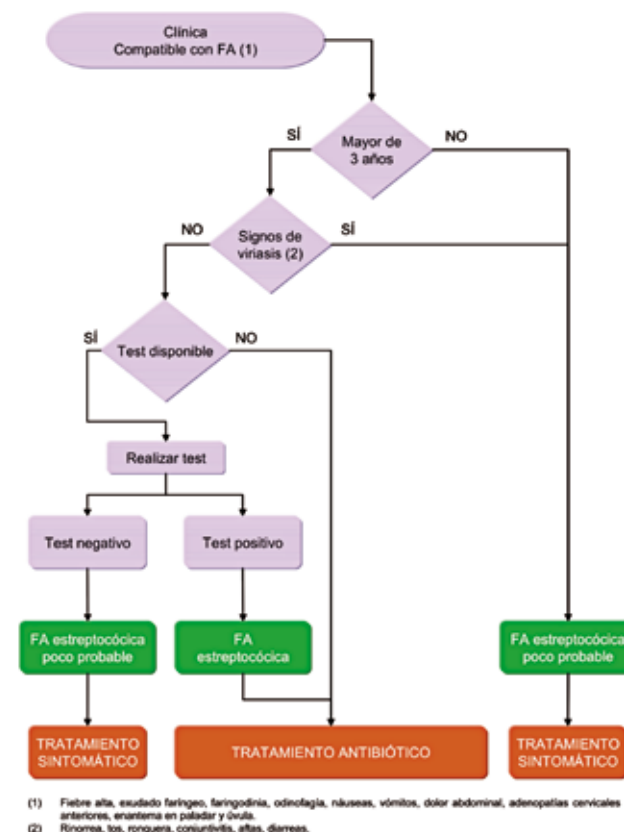 Clínica
Compatible con FA (1)
Mayor de
3 años
SÍ
NO
Signos de
viriasis (2)
NO
SÍ
Test disponible
SÍ
NO
Realizar test
Test negativo
Test positivo
FA estreptocócica
poco probable
FA
estreptocócica
FA estreptocócica
poco probable
TRATAMIENTO
SINTOMÁTICO
TRATAMIENTO ANTIBIÓTICO
TRATAMIENTO
SINTOMÁTICO
(1) Fiebre alta, exudado faríngeo, faringodinia, odinofagia, náuseas, vómitos, dolor abdominal, adenopatías cervicales
anteriores, enantema en paladar y úvula.
(2) Rinorrea, tos, ronquera, conjuntivitis, aftas, diarreas.